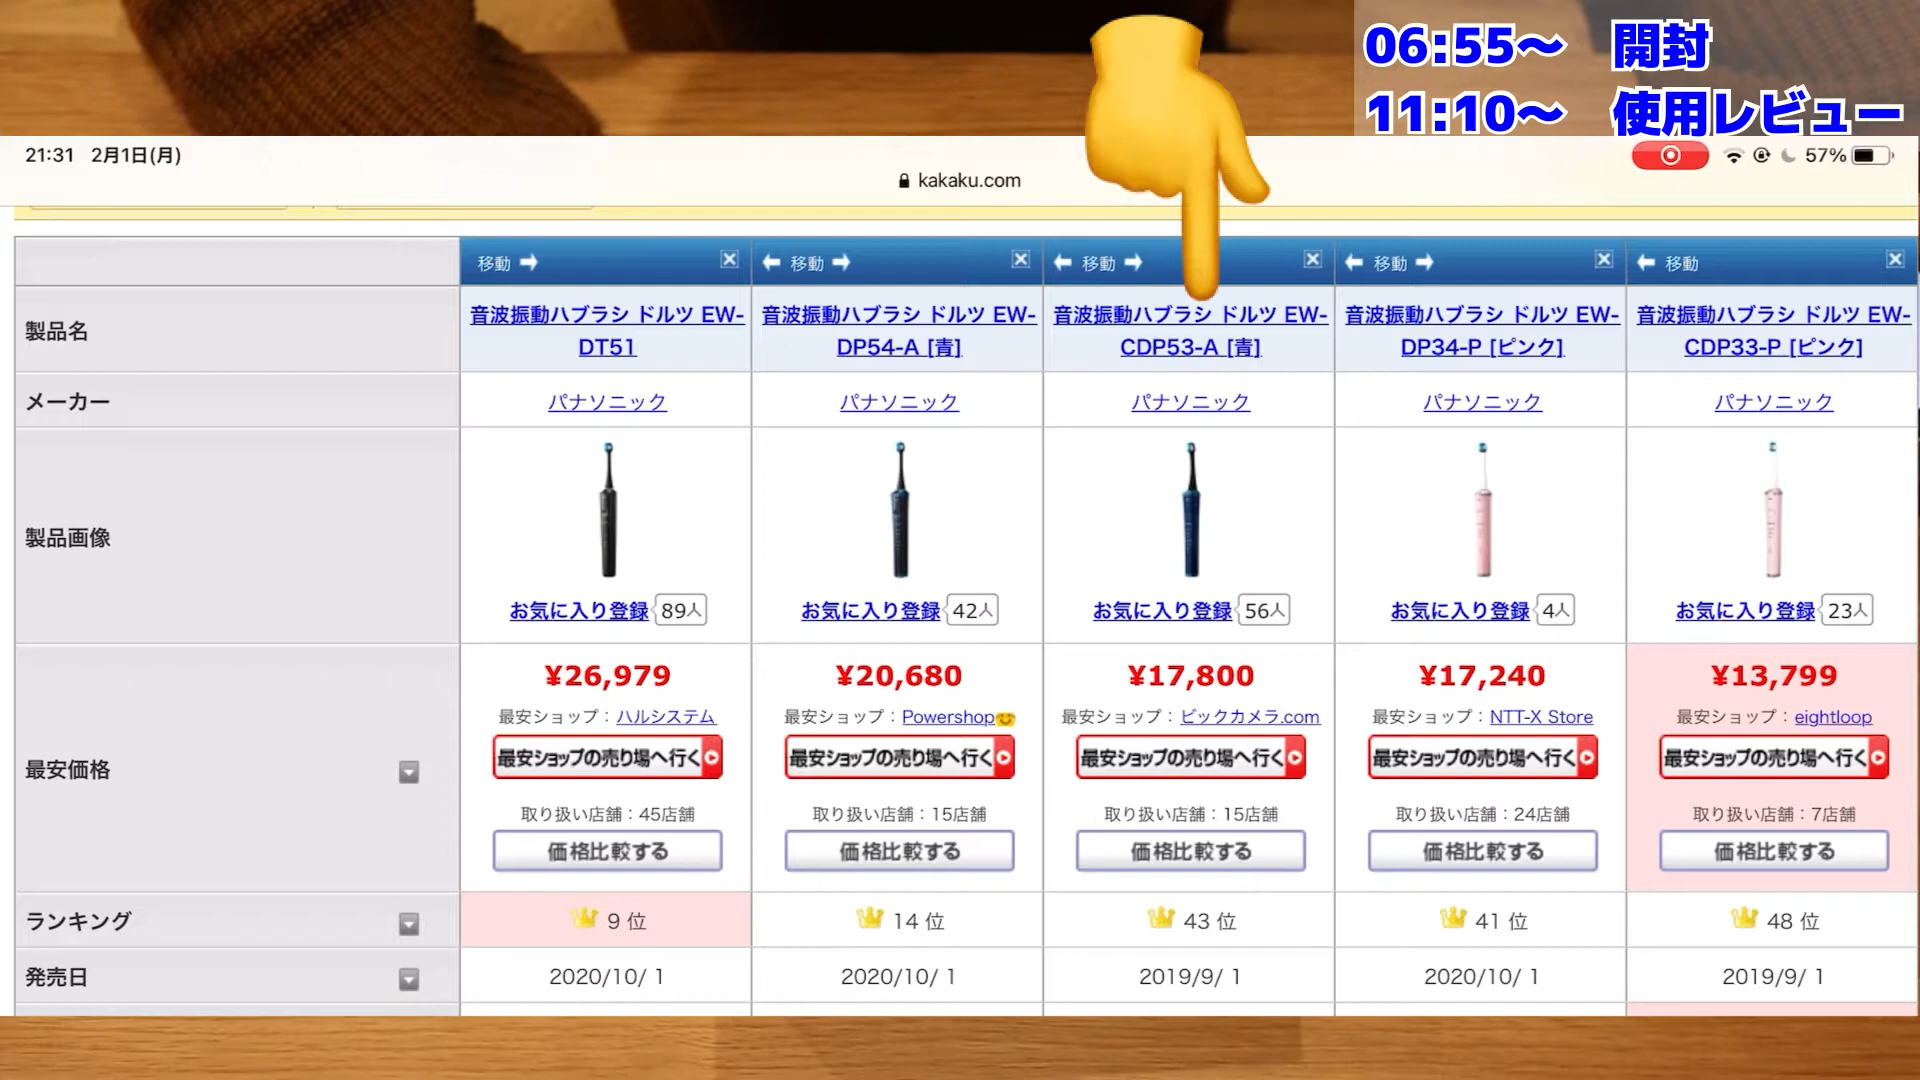 06:55〜 開封
11:10〜 使用レビュー
21:31 2月1日(月)
57%
kakaku.com
移動
移動
移動
移動
移動
製品名
音波振動ハブラシ ドルツ EW-DT51
音波振動ハブラシ ドルツ EW-DP54-A [青]
音波振動ハブラシ ドルツ EW-CDP53-A [青]
音波振動ハブラシ ドルツ EW-DP34-P [ピンク]
音波振動ハブラシ ドルツ EW-CDP33-P [ピンク]
メーカー
パナソニック
パナソニック
パナソニック
パナソニック
パナソニック
製品画像
お気に入り登録 89人
お気に入り登録 42人
お気に入り登録 56人
お気に入り登録 4人
お気に入り登録 23人
最安価格
¥26,979
最安ショップ：ハルシステム
最安ショップの売り場へ行く
取り扱い店舗：45店舗
価格比較する
¥20,680
最安ショップ：Powershop
最安ショップの売り場へ行く
取り扱い店舗：15店舗
価格比較する
¥17,800
最安ショップ：ビックカメラ.com
最安ショップの売り場へ行く
取り扱い店舗：15店舗
価格比較する
¥17,240
最安ショップ：NTT-X Store
最安ショップの売り場へ行く
取り扱い店舗：24店舗
価格比較する
¥13,799
最安ショップ：eightloop
最安ショップの売り場へ行く
取り扱い店舗：7店舗
価格比較する
ランキング
9 位
14 位
43 位
41 位
48 位
発売日
2020/10/ 1
2020/10/ 1
2019/9/ 1
2020/10/ 1
2019/9/ 1